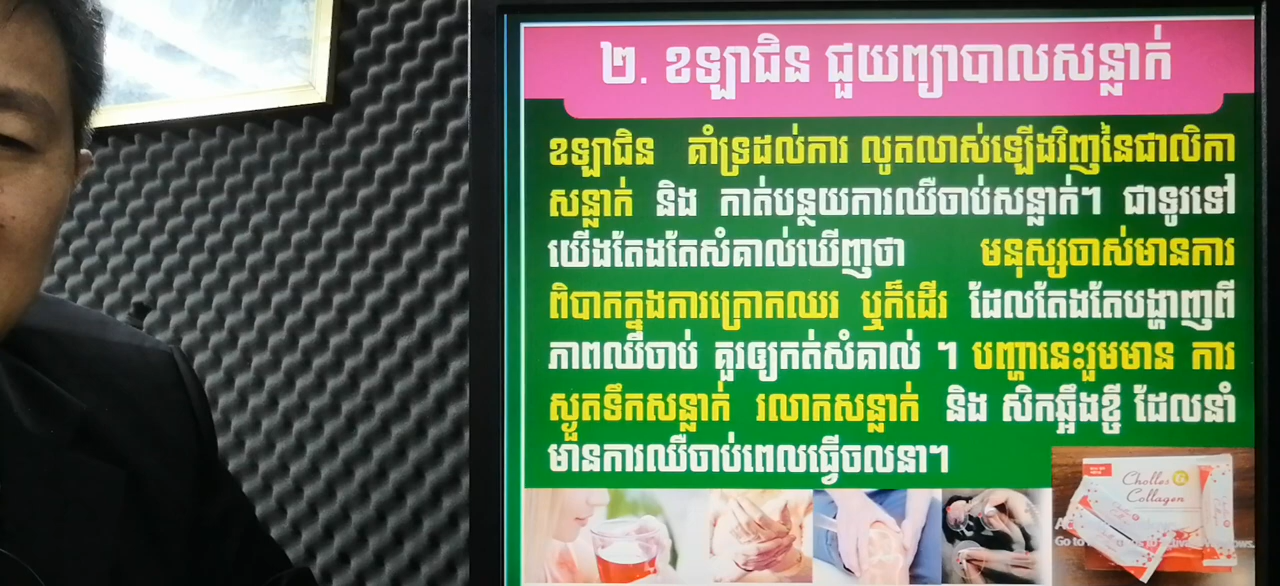 ២. ខឡាជិន ជួយព្យាបាលសន្លាក់
ខឡាជិន គាំទ្រដល់ការ លូតលាស់ឡើងវិញនៃជាលិកា
សន្លាក់ និង កាត់បន្ថយការឈឺចាប់សន្លាក់ៗ ជាទូរទៅ
យើងតែងតែសំគាល់ឃើញថា មនុស្សចាស់មានការ
ពិបាកក្នុងការក្រោកឈរ ឬក៏ដើរ ដែលតែងតែបង្ហាញពី
ភាពឈឺចាប់ គួរឲ្យកត់សំគាល់ ។ បញ្ហានេះរួមមាន ការ
ស្ងួតទឹកសន្លាក់ រលាកសន្លាក់ និង សិកឆ្អឹងខ្ចី ដែលនាំ
មានការឈឺចាប់ពេលធ្វើចលនា។
Cholles
Collagen
Go to